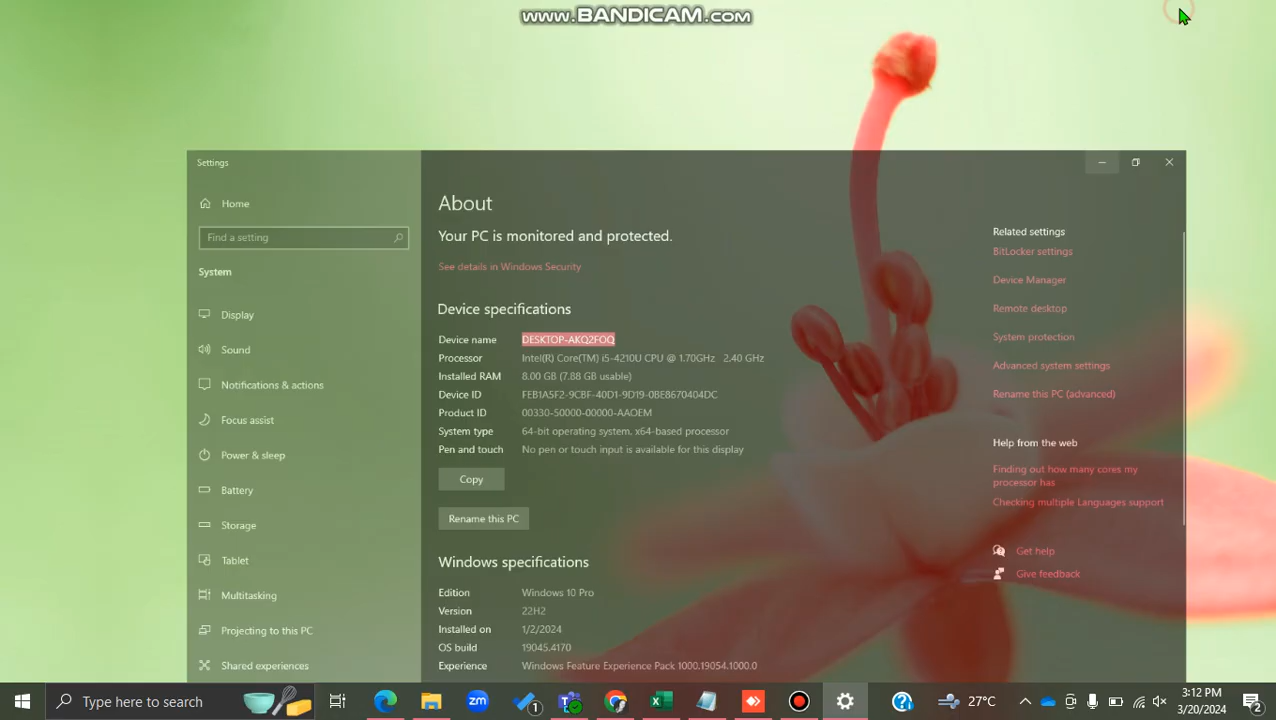 www.BANDICAM.com
Settings
Home
Find a setting
System
Display
Sound
Notifications & actions
Focus assist
Power & sleep
Battery
Storage
Tablet
Multitasking
Projecting to this PC
Shared experiences
About
Your PC is monitored and protected.
See details in Windows Security
Device specifications
Device name DESKTOP-AKQ2FOQ
Processor Intel(R) Core(TM) i5-4210U CPU @ 1.70GHz 2.40 GHz
Installed RAM 8.00 GB (7.88 GB usable)
Device ID FEB1A5F2-9CBF-40D1-9D19-0BE8670404DC
Product ID 00330-50000-00000-AAOEM
System type 64-bit operating system, x64-based processor
Pen and touch No pen or touch input is available for this display
Copy
Rename this PC
Windows specifications
Edition Windows 10 Pro
Version 22H2
Installed on 1/2/2024
OS build 19045.4170
Experience Windows Feature Experience Pack 1000.19054.1000.0
Related settings
BitLocker settings
Device Manager
Remote desktop
System protection
Advanced system settings
Rename this PC (advanced)
Help from the web
Finding out how many cores my
processor has
Checking multiple Languages support
Get help
Give feedback
Type here to search
zm
1
27°C
3:12 PM
3/20/2024
2